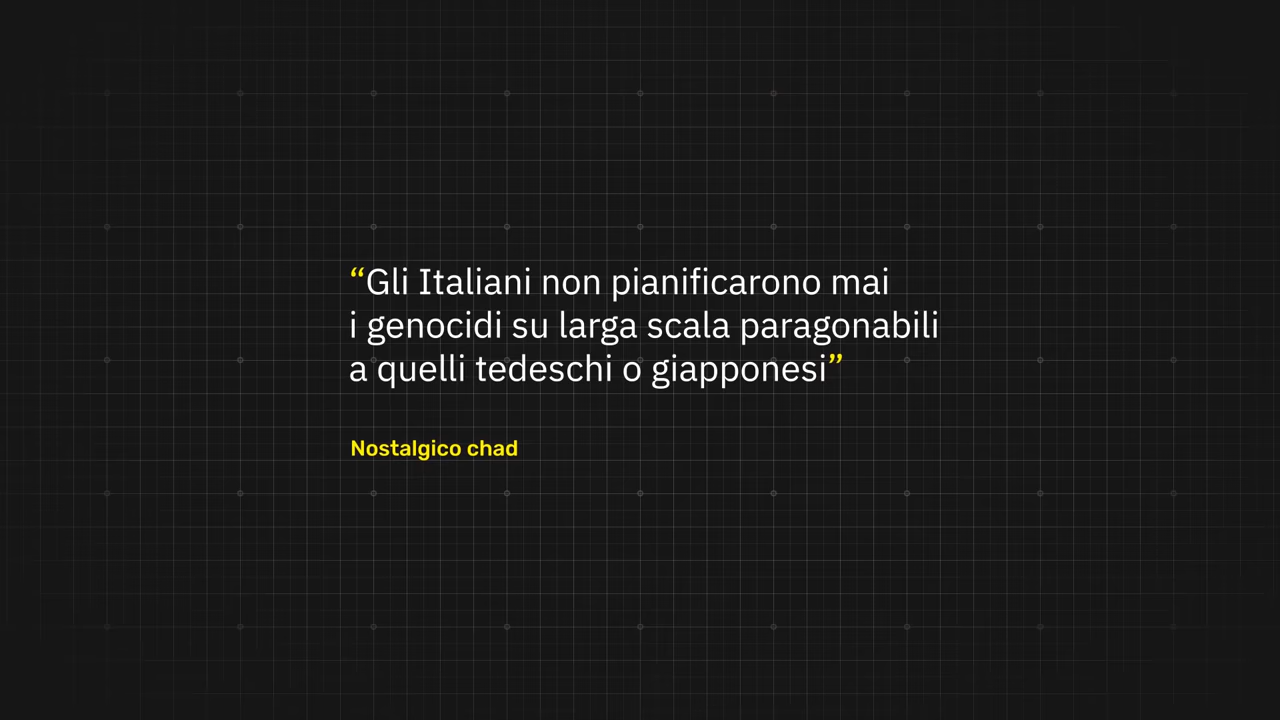 “Gli Italiani non pianificarono mai
i genocidi su larga scala paragonabili
a quelli tedeschi o giapponesi”
Nostalgico chad